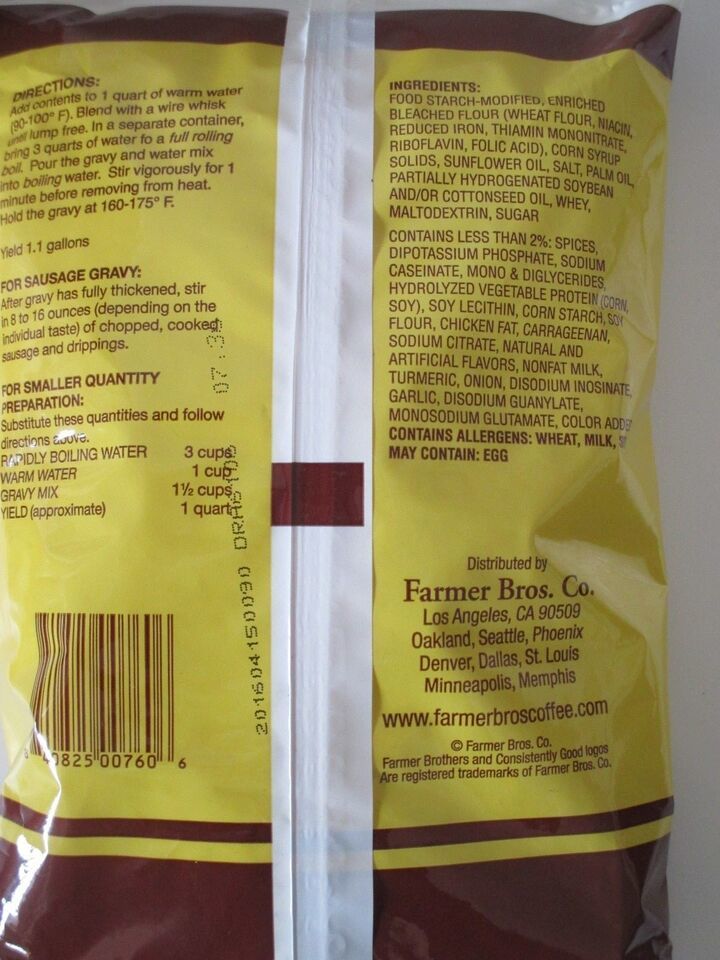 DIRECTIONS:
Add contents to 1 quart of warm water
(90-100° F). Blend with a wire whisk
until lump free. In a separate container,
bring 3 quarts of water to a full rolling
boil. Pour the gravy and water mix
into boiling water. Stir vigorously for 1
minute before removing from heat.
Hold the gravy at 160-175° F.
Yield 1.1 gallons
FOR SAUSAGE GRAVY:
After gravy has fully thickened, stir
in 8 to 16 ounces (depending on the
individual taste) of chopped, cooked
sausage and drippings.
FOR SMALLER QUANTITY
PREPARATION:
Substitute these quantities and follow
directions above.
RAPIDLY BOILING WATER 3 cups
WARM WATER 1 cup
GRAVY MIX 1½ cups
YIELD (approximate) 1 quart
201604150090
07:3
40825 00760 6
INGREDIENTS:
FOOD STARCH-MODIFIED, ENRICHED
BLEACHED FLOUR (WHEAT FLOUR, NIACIN,
REDUCED IRON, THIAMIN MONONITRATE,
RIBOFLAVIN, FOLIC ACID), CORN SYRUP
SOLIDS, SUNFLOWER OIL, SALT, PALM OIL,
PARTIALLY HYDROGENATED SOYBEAN
AND/OR COTTONSEED OIL, WHEY,
MALTODEXTRIN, SUGAR
CONTAINS LESS THAN 2%: SPICES,
DIPOTASSIUM PHOSPHATE, SODIUM
CASEINATE, MONO & DIGLYCERIDES,
HYDROLYZED VEGETABLE PROTEIN (CORN,
SOY), SOY LECITHIN, CORN STARCH, SOY
FLOUR, CHICKEN FAT, CARRAGEENAN,
SODIUM CITRATE, NATURAL AND
ARTIFICIAL FLAVORS, NONFAT MILK,
TURMERIC, ONION, DISODIUM INOSINATE,
GARLIC, DISODIUM GUANYLATE,
MONOSODIUM GLUTAMATE, COLOR ADDED
CONTAINS ALLERGENS: WHEAT, MILK,
MAY CONTAIN: EGG
Distributed by
Farmer Bros. Co.
Los Angeles, CA 90509
Oakland, Seattle, Phoenix
Denver, Dallas, St. Louis
Minneapolis, Memphis
www.farmerbroscoffee.com
© Farmer Bros. Co.
Farmer Brothers and Consistently Good logos
Are registered trademarks of Farmer Bros. Co.